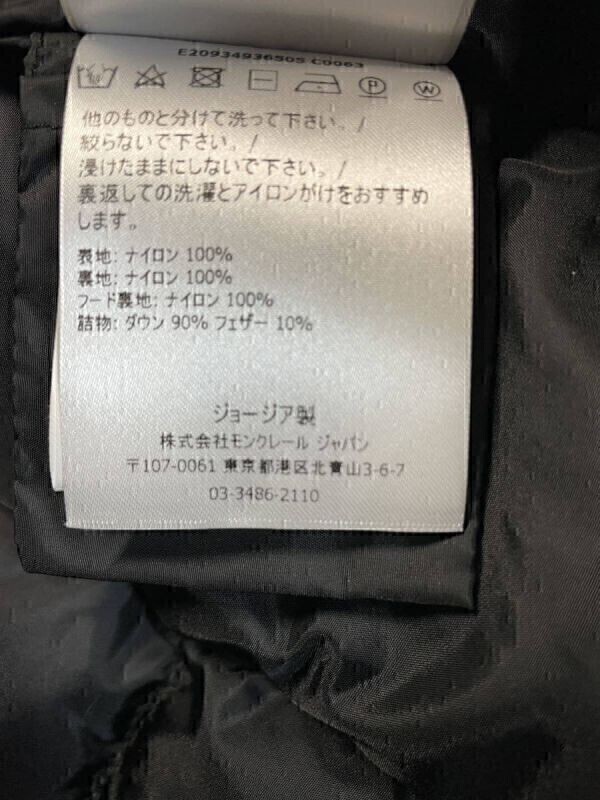 E20934936505 C0063
P W
他のものと分けて洗って下さい。/
絞らないで下さい。/
浸けたままにしないで下さい。/
裏返しての洗濯とアイロンがけをおすすめ
します。
表地: ナイロン 100%
裏地: ナイロン 100%
フード裏地: ナイロン 100%
詰物: ダウン 90% フェザー 10%
ジョージア製
株式会社モンクレール ジャパン
〒107-0061 東京都港区北青山3-6-7
03-3486-2110